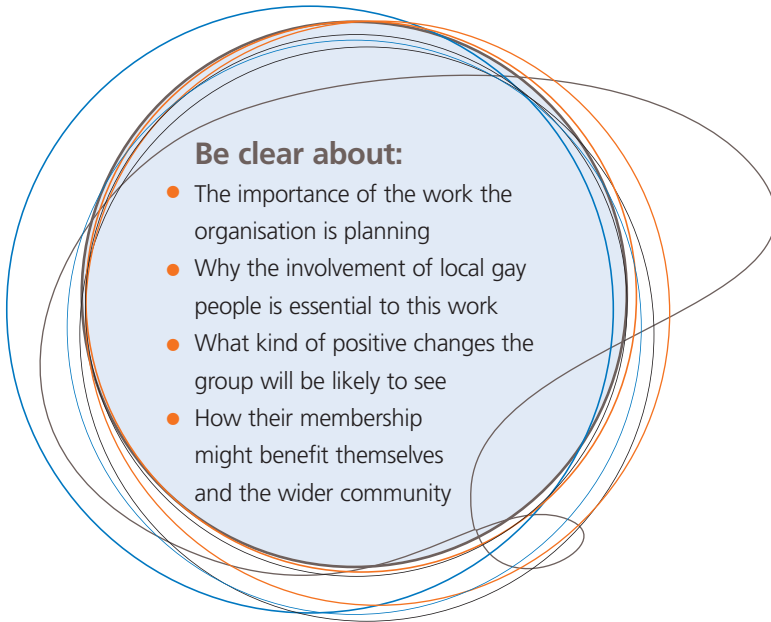 Be clear about:
● The importance of the work the
organisation is planning
● Why the involvement of local gay
people is essential to this work
● What kind of positive changes the
group will be likely to see
● How their membership
might benefit themselves
and the wider community